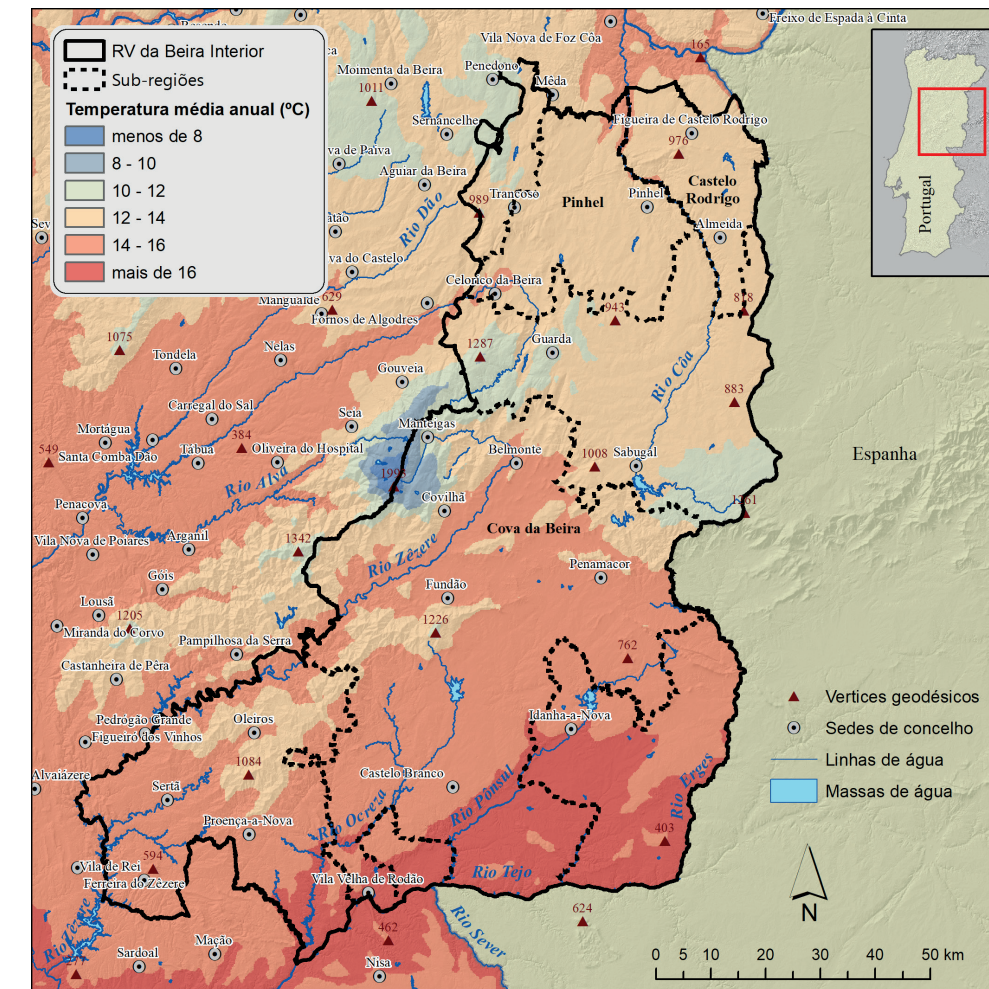 Freixo de Espada à Cinta
Vila Nova de Foz Côa
165
RV da Beira Interior
Sub-regiões
Temperatura média anual (ºC)
menos de 8
8 - 10
10 - 12
12 - 14
14 - 16
mais de 16
Penedono
Moimenta da Beira
1011
Mêda
Sernancelhe
Figueira de Castelo Rodrigo
976
Aguiar da Beira
Trancoso
989
Pinhel
Pinhel
Castelo
Rodrigo
Almeida
Rio Dão
Portugal
Celorico da Beira
Mangualde
629
Fornos de Algodres
943
818
1075
Tondela
Nelas
1287
Guarda
Gouveia
Rio Côa
883
Carregal do Sal
Seia
Manteigas
Mortágua
549
Santa Comba Dão
384
Tábua
Oliveira do Hospital
Belmonte
1008
Sabugal
Espanha
Rio Alva
1993
Covilhã
Penacova
1261
Cova da Beira
Vila Nova de Poiares
Arganil
1342
Rio Zêzere
Góis
Fundão
Penamacor
Lousã
1205
Miranda do Corvo
1226
Pampilhosa da Serra
762
Castanheira de Pêra
Pedrógão Grande
Oleiros
Idanha-a-Nova
Figueiró dos Vinhos
1084
Alvaiázere
Castelo Branco
Sertã
Rio Pônsul
Rio Erges
Rio Ocreza
Proença-a-Nova
403
Vila de Rei
594
Ferreira do Zêzere
Vila Velha de Rodão
Rio Tejo
Rio Zêzere
462
624
Rio Sever
Mação
Sardoal
Nisa
Vertices geodésicos
Sedes de concelho
Linhas de água
Massas de água
N
0 5 10 20 30 40 50 km